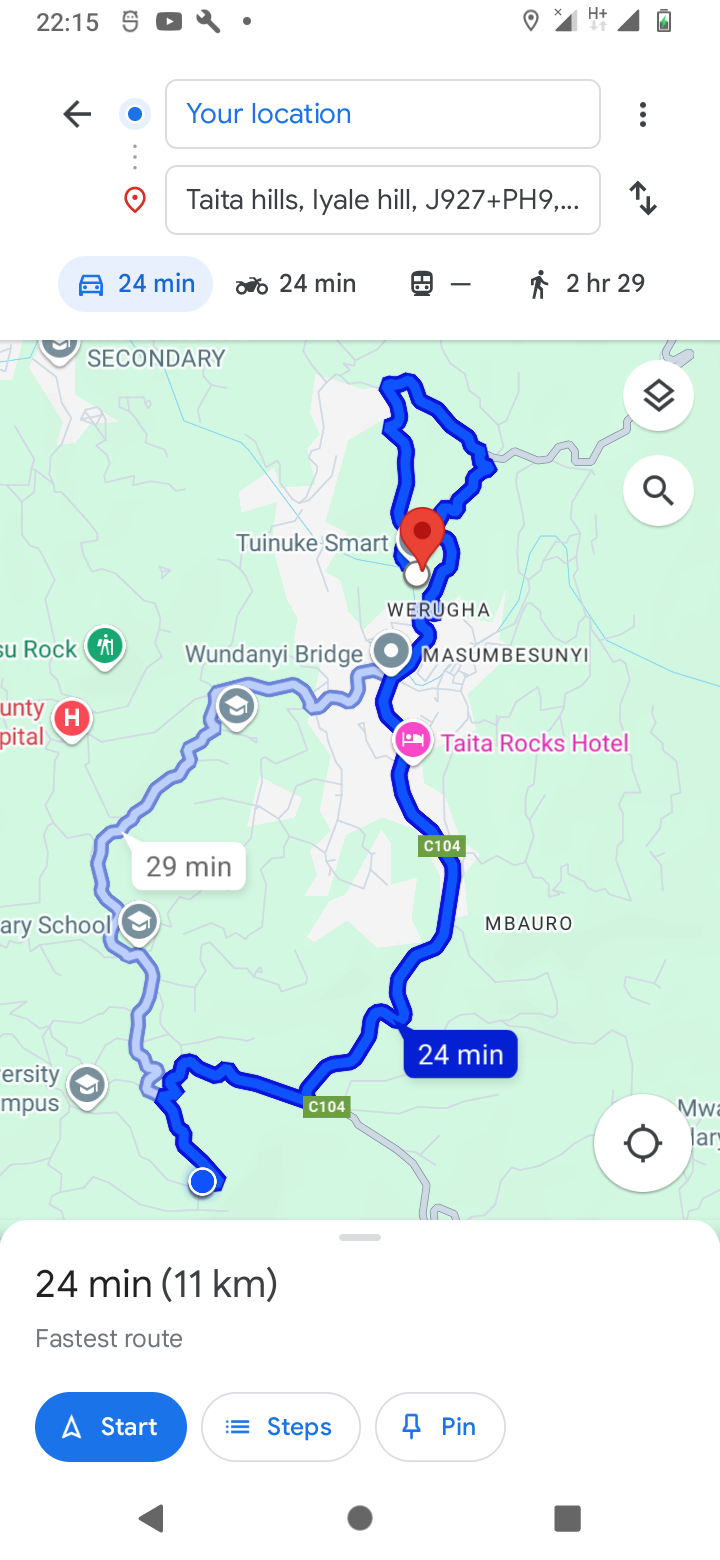 22:15
H+
Your location
Taita hills, Iyale hill, J927+PH9,...
24 min
24 min
—
2 hr 29
SECONDARY
Tuinuke Smart
WERUGHA
su Rock
Wundanyi Bridge
MASUMBESUNYI
unty
pital
H
Taita Rocks Hotel
C104
29 min
ary School
MBAURO
24 min
ersity
mpus
C104
Mwa
lary
24 min (11 km)
Fastest route
Start
Steps
Pin